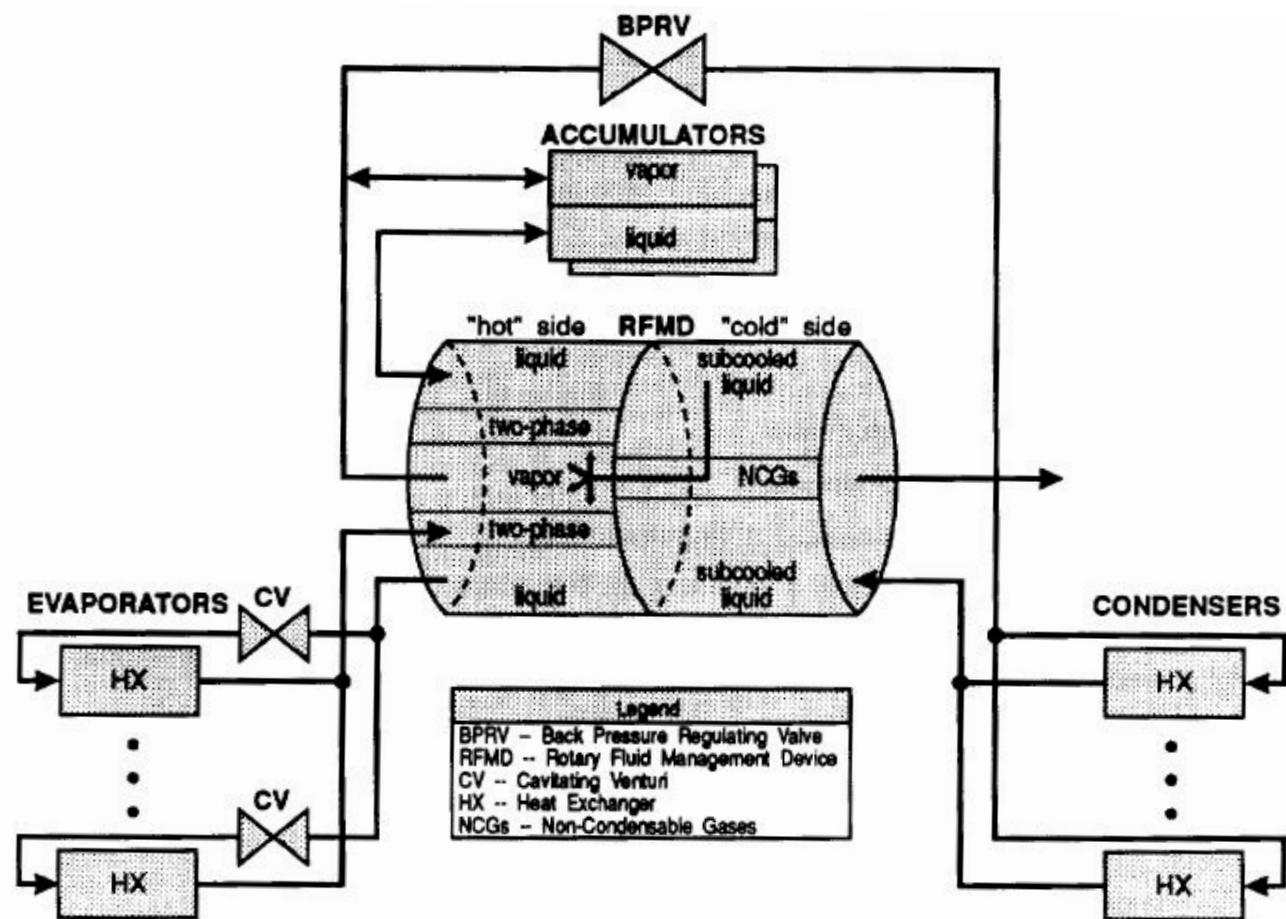 BPRV
ACCUMULATORS
vapor
liquid
"hot" side RFMD "cold" side
liquid
subcooled
liquid
two-phase
vapor
NCGs
two-phase
liquid
subcooled
liquid
EVAPORATORS
CV
CONDENSERS
HX
HX
Legend
BPRV -- Back Pressure Regulating Valve
RFMD -- Rotary Fluid Management Device
CV -- Cavitating Venturi
HX -- Heat Exchanger
NCGs -- Non-Condensable Gases
CV
HX
HX